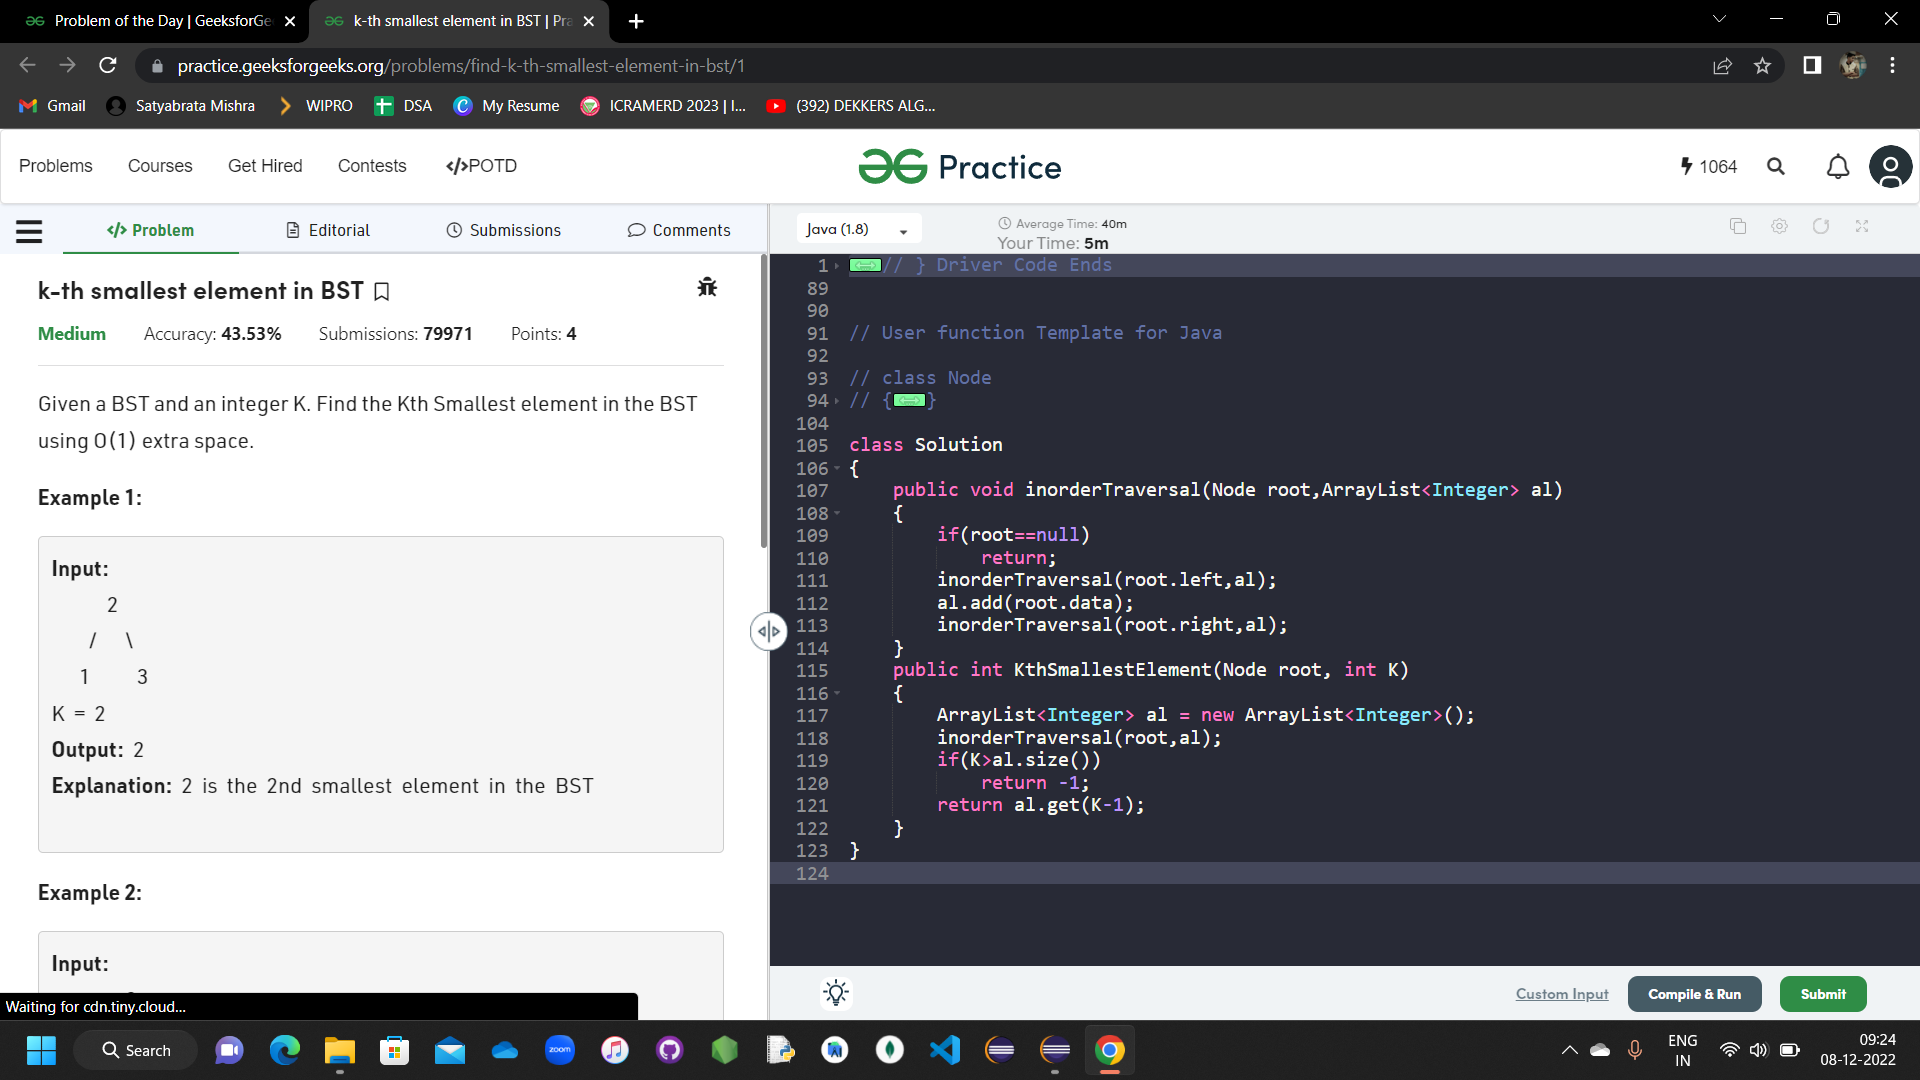 Problem of the Day | GeeksforGe
k-th smallest element in BST | Pra
practice.geeksforgeeks.org/problems/find-k-th-smallest-element-in-bst/1
Gmail
Satyabrata Mishra
WIPRO
DSA
My Resume
ICRAMERD 2023 | I...
(392) DEKKERS ALG...
Problems
Courses
Get Hired
Contests
</>POTD
Practice
1064
</> Problem
Editorial
Submissions
Comments
Java (1.8)
Average Time: 40m
Your Time: 5m
k-th smallest element in BST
Medium Accuracy: 43.53% Submissions: 79971 Points: 4
Given a BST and an integer K. Find the Kth Smallest element in the BST
using O(1) extra space.
Example 1:
Input:
2
/ \
1 3
K = 2
Output: 2
Explanation: 2 is the 2nd smallest element in the BST
Example 2:
Input:
Waiting for cdn.tiny.cloud...
1 // } Driver Code Ends
89
90
91 // User function Template for Java
92
93 // class Node
94 // {}
104
105 class Solution
106 {
107 public void inorderTraversal(Node root,ArrayList<Integer> al)
108 {
109 if(root==null)
110 return;
111 inorderTraversal(root.left,al);
112 al.add(root.data);
113 inorderTraversal(root.right,al);
114 }
115 public int KthSmallestElement(Node root, int K)
116 {
117 ArrayList<Integer> al = new ArrayList<Integer>();
118 inorderTraversal(root,al);
119 if(K>al.size())
120 return -1;
121 return al.get(K-1);
122 }
123 }
124
Custom Input
Compile & Run
Submit
Search
zoom
ENG
IN
09:24
08-12-2022